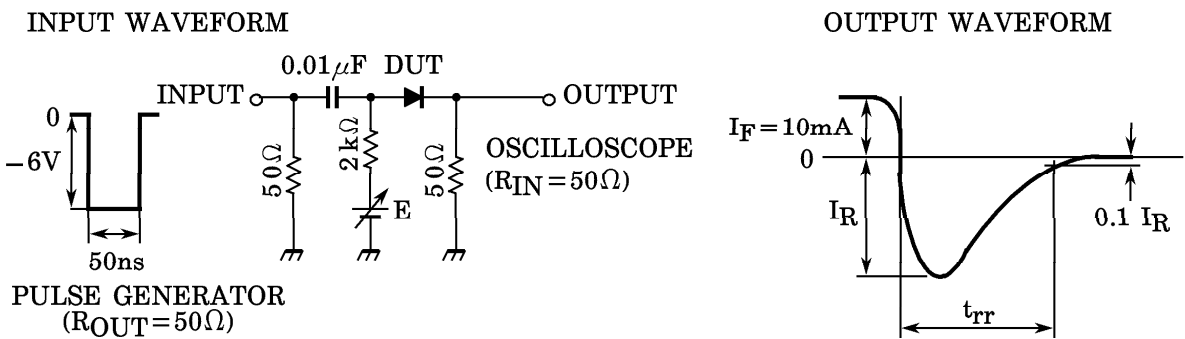 INPUT WAVEFORM
0
−6V
50ns
PULSE GENERATOR
(ROUT=50Ω)
0.01μF DUT
INPUT
OUTPUT
50Ω
2kΩ
E
50Ω
OSCILLOSCOPE
(RIN=50Ω)
OUTPUT WAVEFORM
IF=10mA
0
IR
0.1 IR
trr